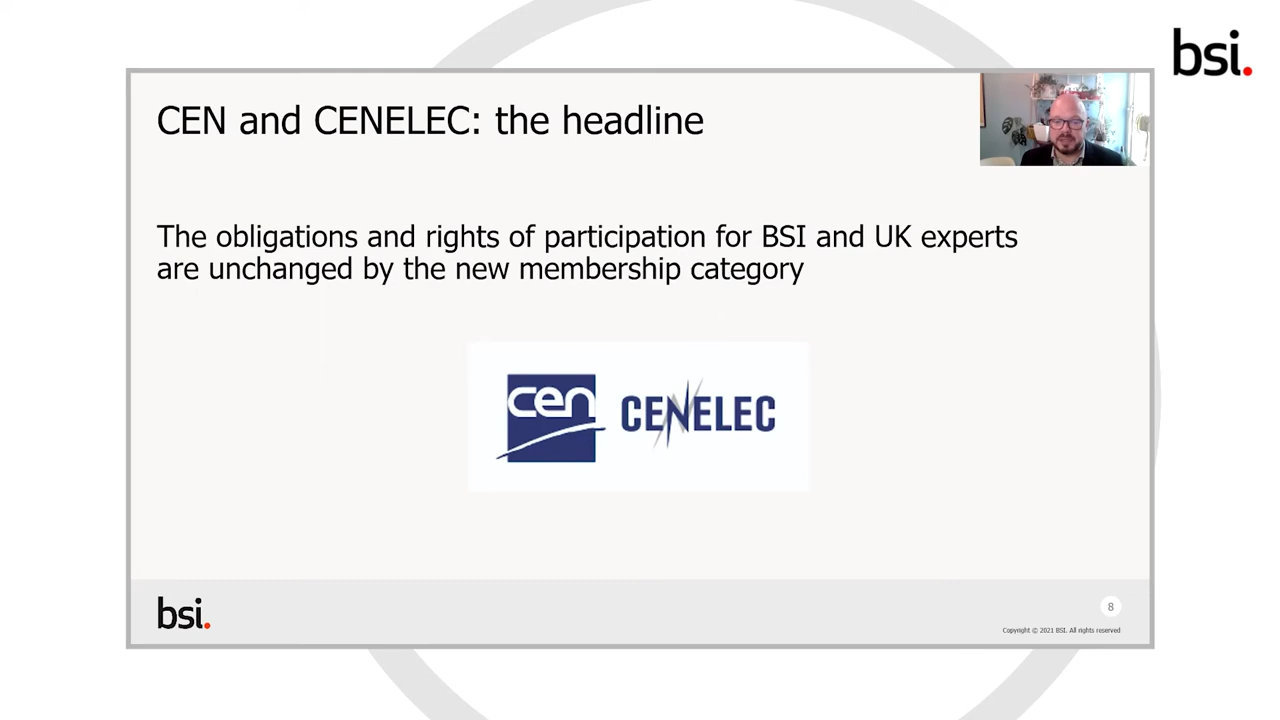 bsi.
CEN and CENELEC: the headline
The obligations and rights of participation for BSI and UK experts
are unchanged by the new membership category
cen
CENELEC
bsi.
8
Copyright © 2021 BSI. All rights reserved